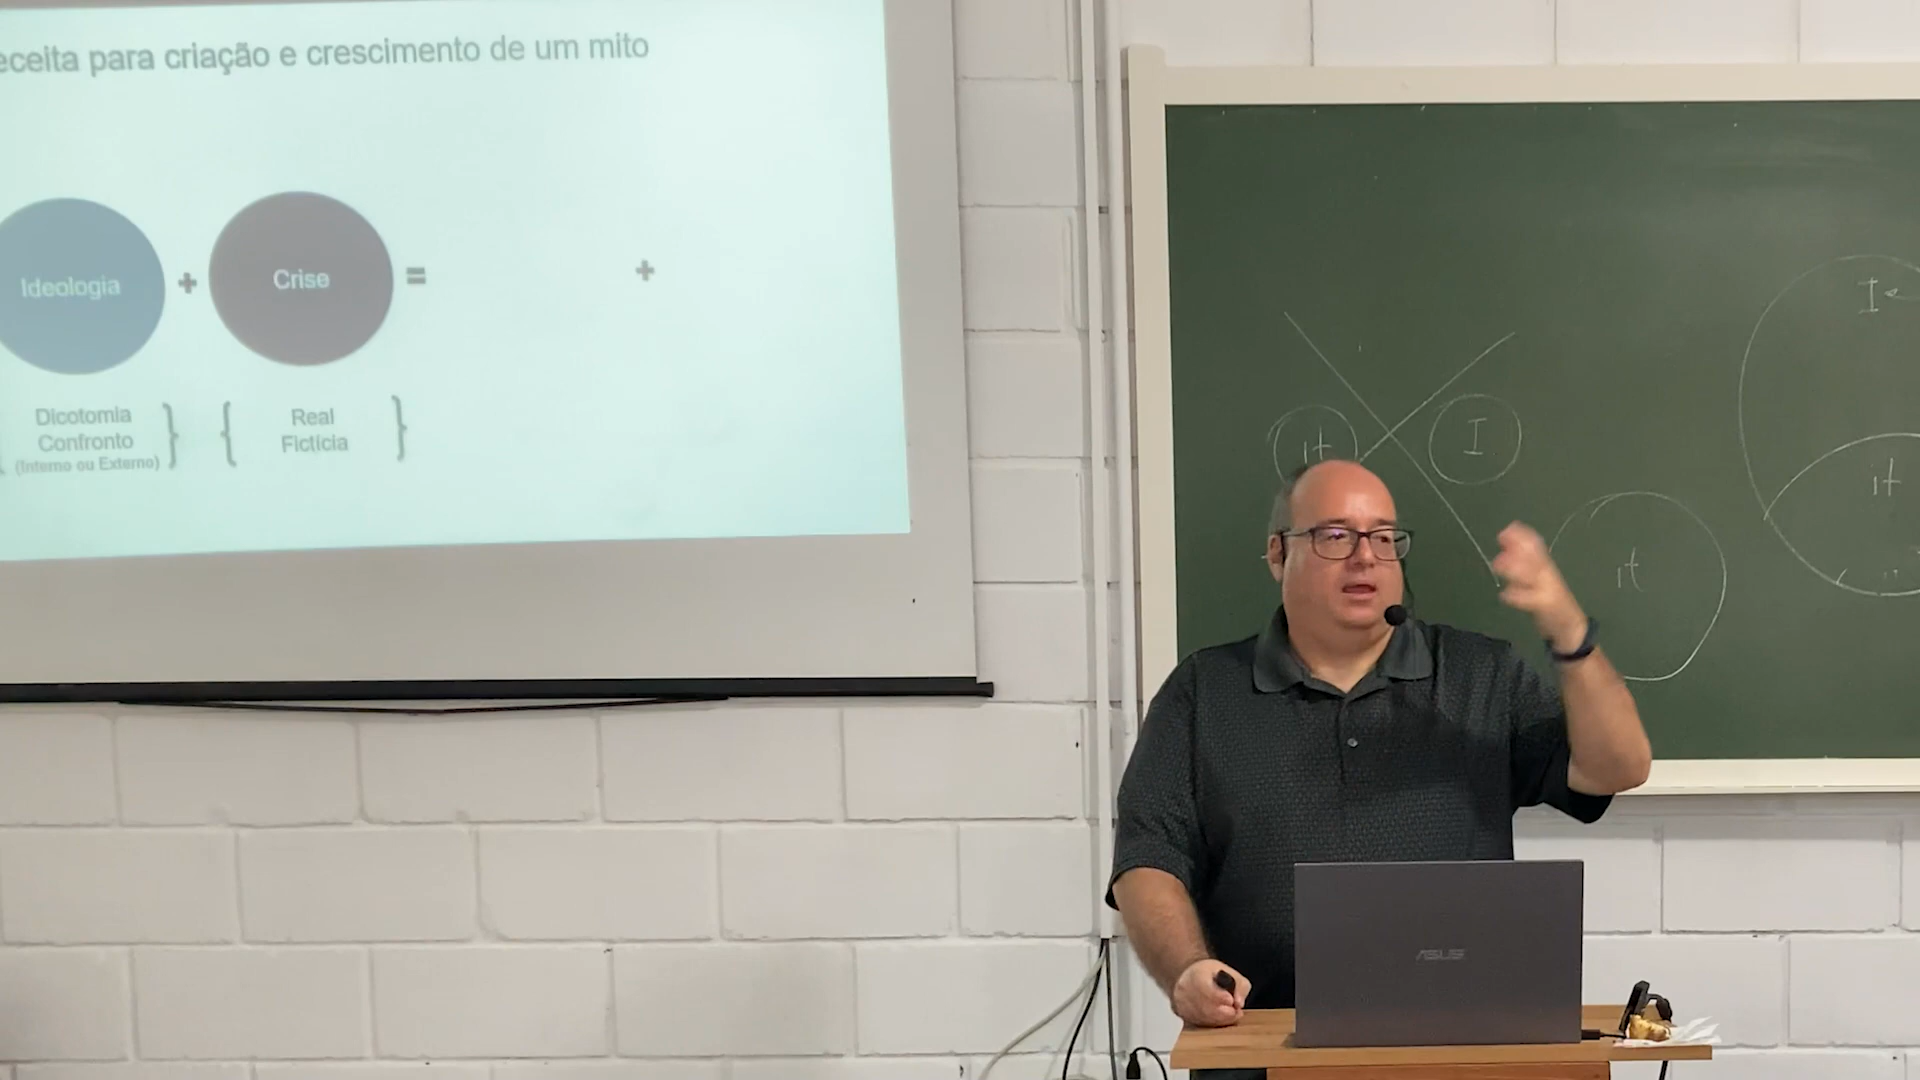 eceita para criação e crescimento de um mito
Ideologia + Crise = +
Dicotomia
Confronto
(Interno ou Externo)
Real
Fictícia
it
I
it
I
it
ASUS